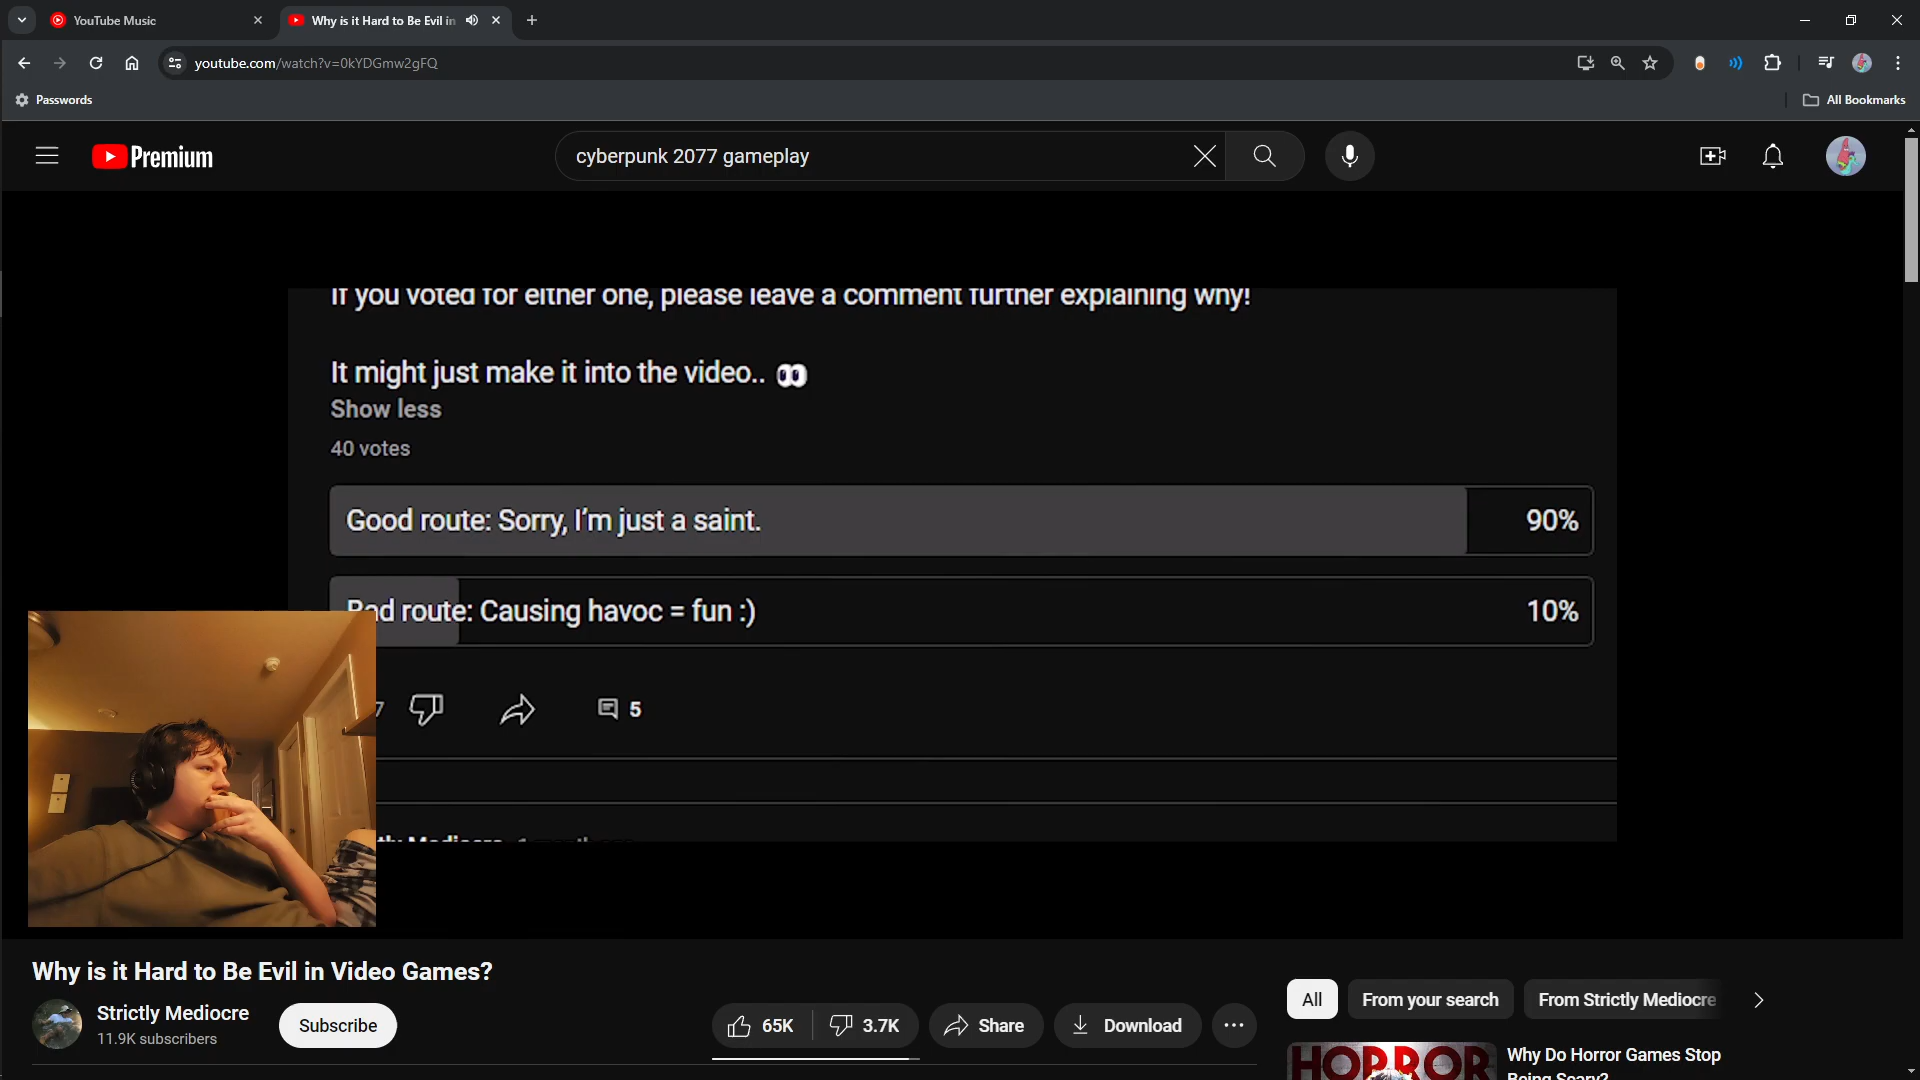 YouTube Music
Why is it Hard to Be Evil in
youtube.com/watch?v=0kYDGmw2gFQ
Passwords
All Bookmarks
Premium
cyberpunk 2077 gameplay
If you voted for either one, please leave a comment further explaining why!
It might just make it into the video.. 👀
Show less
40 votes
Good route: Sorry, I'm just a saint.
90%
Bad route: Causing havoc = fun :)
10%
7
5
Why is it Hard to Be Evil in Video Games?
Strictly Mediocre
11.9K subscribers
Subscribe
65K
3.7K
Share
Download
All
From your search
From Strictly Mediocre
HORROR
Why Do Horror Games Stop
Being Scary?